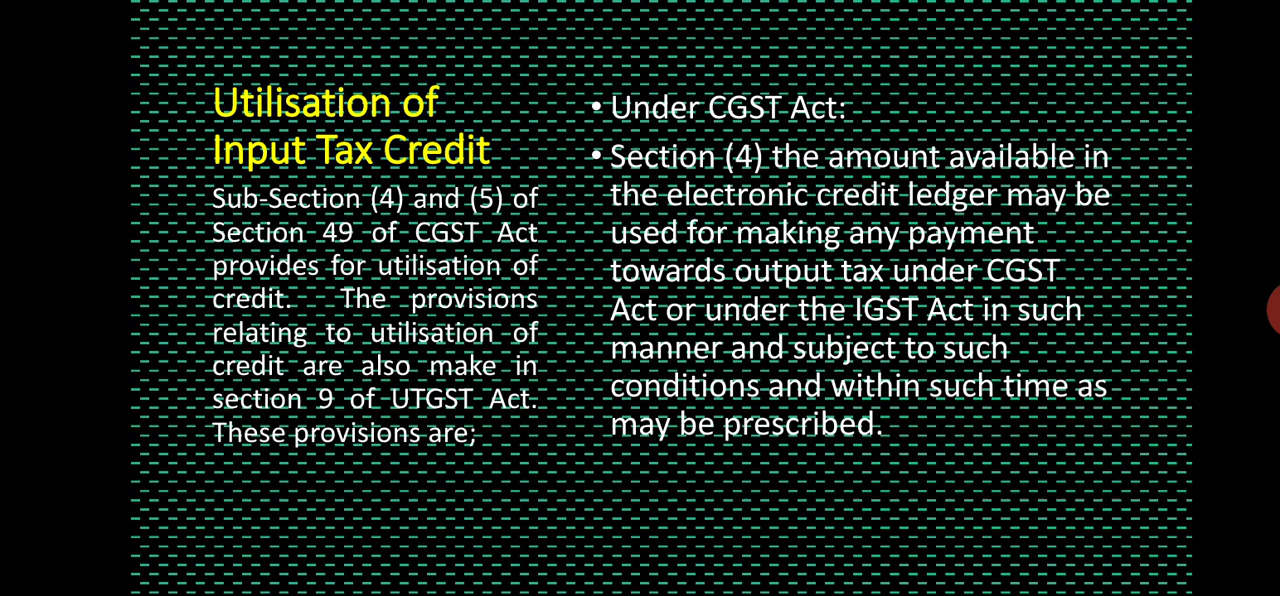 Utilisation of
Input Tax Credit
Sub-Section (4) and (5) of
Section 49 of CGST Act
provides for utilisation of
credit. The provisions
relating to utilisation of
credit are also make in
section 9 of UTGST Act.
These provisions are;
• Under CGST Act:
• Section (4) the amount available in
the electronic credit ledger may be
used for making any payment
towards output tax under CGST
Act or under the IGST Act in such
manner and subject to such
conditions and within such time as
may be prescribed.